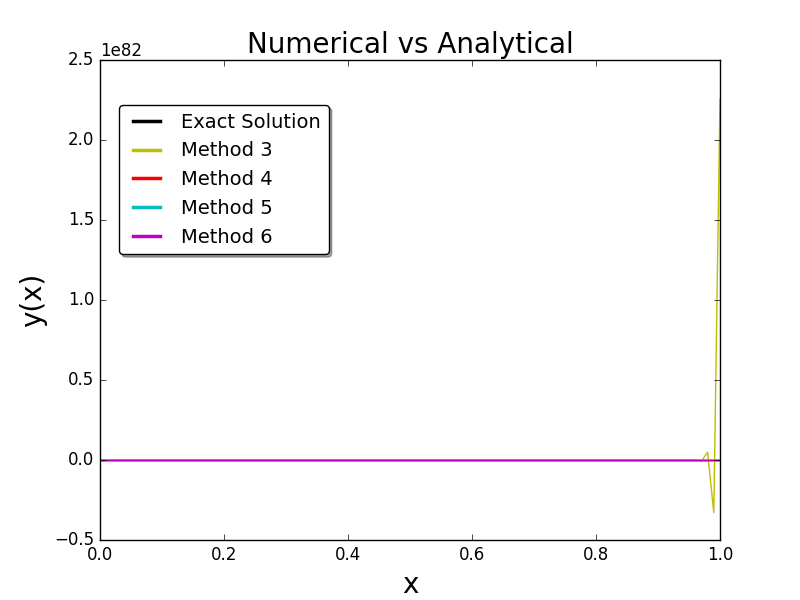 Numerical vs Analytical
1e82
2.5
2.0
1.5
1.0
0.5
0.0
−0.5
Exact Solution
Method 3
Method 4
Method 5
Method 6
y(x)
0.0 0.2 0.4 0.6 0.8 1.0
x